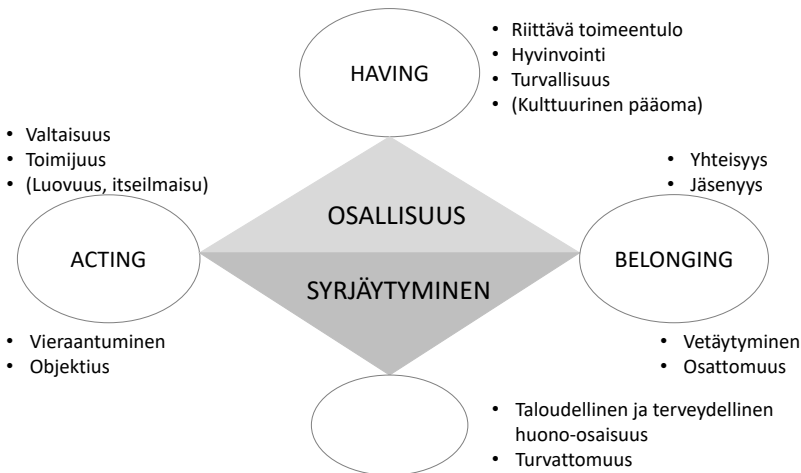 HAVING
• Riittävä toimeentulo
• Hyvinvointi
• Turvallisuus
• (Kulttuurinen pääoma)
• Valtaisuus
• Toimijuus
• (Luovuus, itseilmaisu)
• Yhteisyys
• Jäsenyys
OSALLISUUS
ACTING
BELONGING
SYRJÄYTYMINEN
• Vieraantuminen
• Objektius
• Vetäytyminen
• Osattomuus
• Taloudellinen ja terveydellinen
huono-osaisuus
• Turvattomuus